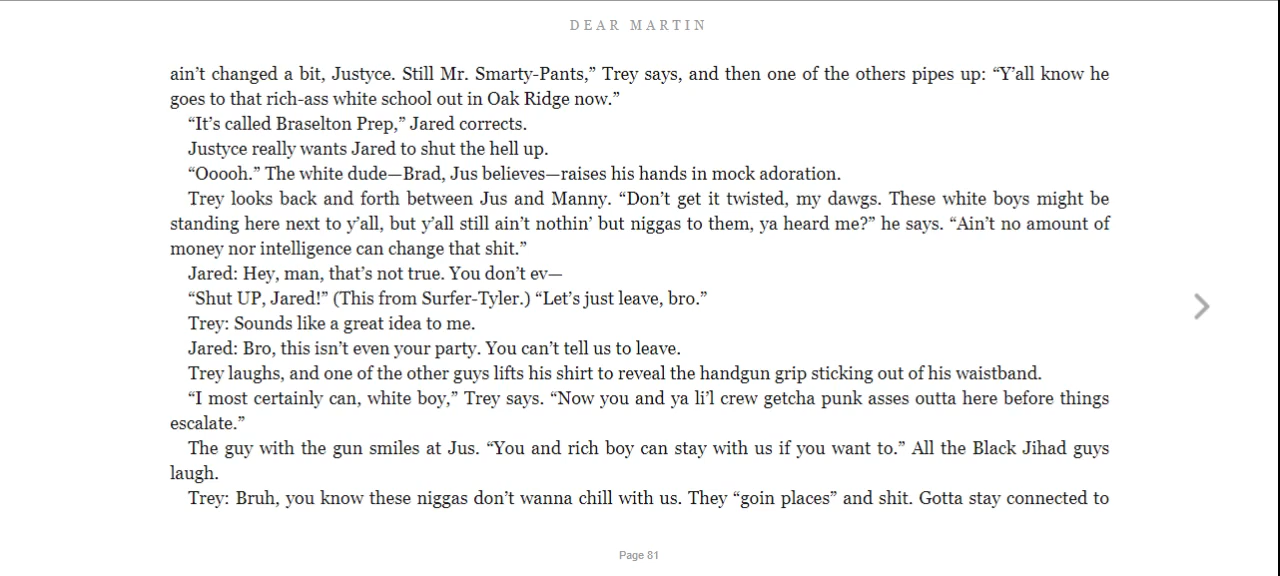 DEAR MARTIN
ain’t changed a bit, Justyce. Still Mr. Smarty-Pants,” Trey says, and then one of the others pipes up: “Y’all know he
goes to that rich-ass white school out in Oak Ridge now.”
“It’s called Braselton Prep,” Jared corrects.
Justyce really wants Jared to shut the hell up.
“Ooooh.” The white dude—Brad, Jus believes—raises his hands in mock adoration.
Trey looks back and forth between Jus and Manny. “Don’t get it twisted, my dawgs. These white boys might be
standing here next to y’all, but y’all still ain’t nothin’ but niggas to them, ya heard me?” he says. “Ain’t no amount of
money nor intelligence can change that shit.”
Jared: Hey, man, that’s not true. You don’t ev—
“Shut UP, Jared!” (This from Surfer-Tyler.) “Let’s just leave, bro.”
Trey: Sounds like a great idea to me.
Jared: Bro, this isn’t even your party. You can’t tell us to leave.
Trey laughs, and one of the other guys lifts his shirt to reveal the handgun grip sticking out of his waistband.
“I most certainly can, white boy,” Trey says. “Now you and ya li’l crew getcha punk asses outta here before things
escalate.”
The guy with the gun smiles at Jus. “You and rich boy can stay with us if you want to.” All the Black Jihad guys
laugh.
Trey: Bruh, you know these niggas don’t wanna chill with us. They “goin places” and shit. Gotta stay connected to
Page 81